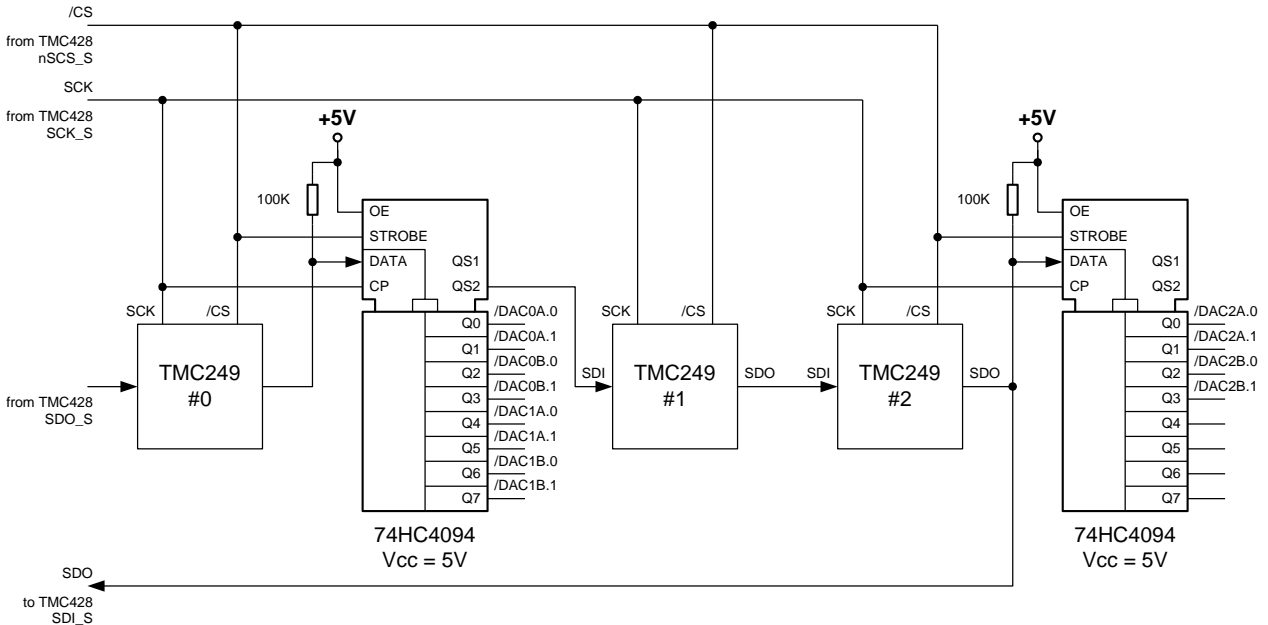 /CS
from TMC428
nSCS_S
SCK
from TMC428
SCK_S
+5V
100K
OE
STROBE
DATA
CP
QS1
QS2
SCK
/CS
TMC249
#0
from TMC428
SDO_S
Q0
/DAC0A.0
Q1
/DAC0A.1
Q2
/DAC0B.0
Q3
/DAC0B.1
Q4
/DAC1A.0
Q5
/DAC1A.1
Q6
/DAC1B.0
Q7
/DAC1B.1
74HC4094
Vcc = 5V
SCK
/CS
SDI
TMC249
#1
SDO
SCK
/CS
SDI
TMC249
#2
SDO
+5V
100K
OE
STROBE
DATA
CP
QS1
QS2
Q0
/DAC2A.0
Q1
/DAC2A.1
Q2
/DAC2B.0
Q3
/DAC2B.1
Q4
Q5
Q6
Q7
74HC4094
Vcc = 5V
SDO
to TMC428
SDI_S